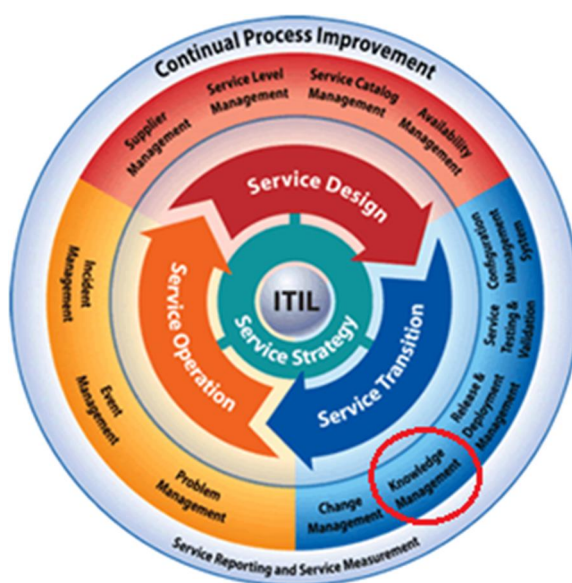 Continual Process Improvement
Supplier
Management
Service Level
Management
Service Catalog
Management
Availability
Management
Configuration
Management
System
Service
Testing &
Validation
Release &
Deployment
Management
Knowledge
Management
Change
Management
Problem
Management
Event
Management
Incident
Management
Service Design
Service Transition
Service Operation
Service Strategy
ITIL
Service Reporting and Service Measurement